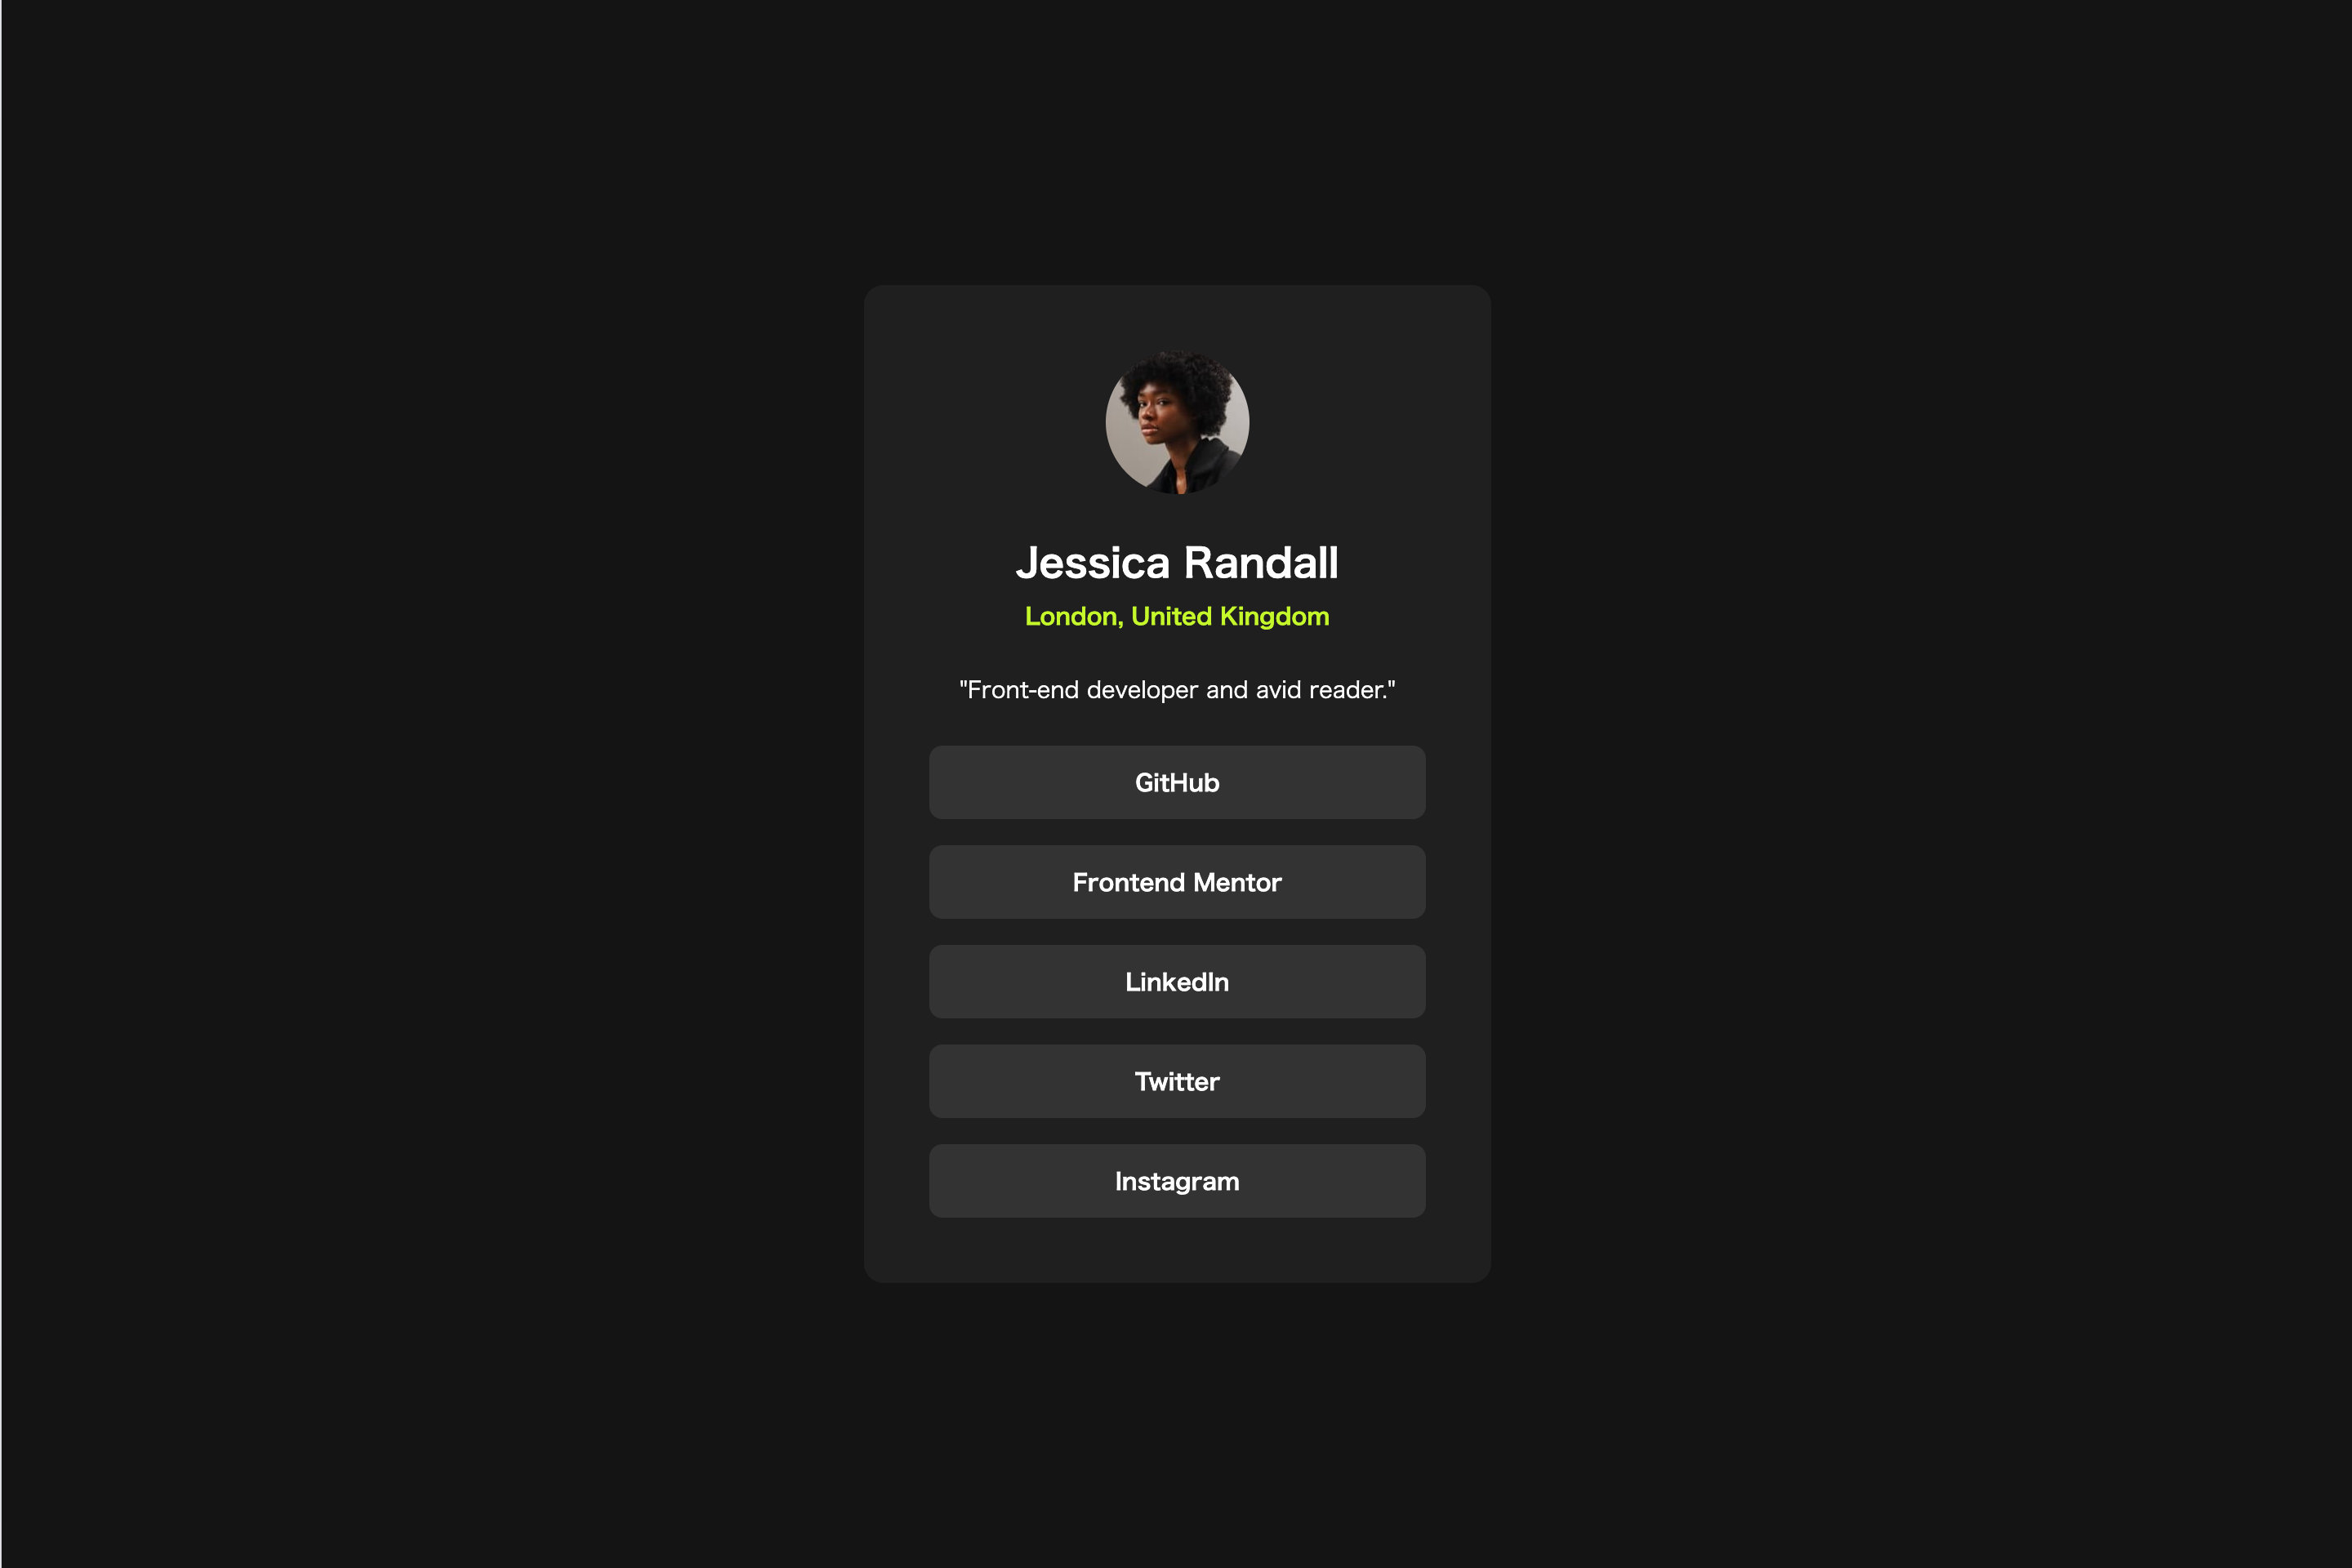 Jessica Randall
London, United Kingdom
"Front-end developer and avid reader."
GitHub
Frontend Mentor
LinkedIn
Twitter
Instagram